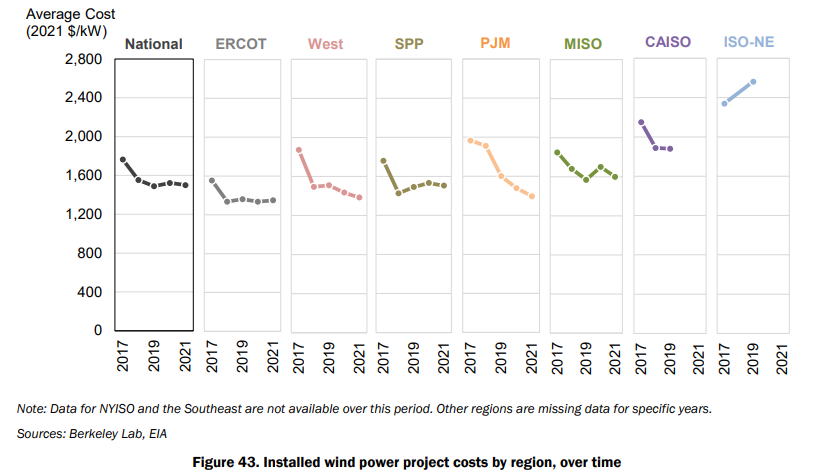 Average Cost
(2021 $/kW)
National ERCOT West SPP PJM MISO CAISO ISO-NE
2,800
2,400
2,000
1,600
1,200
800
400
0
2017 2019 2021 2017 2019 2021 2017 2019 2021 2017 2019 2021 2017 2019 2021 2017 2019 2021 2017 2019 2021 2017 2019 2021
Note: Data for NYISO and the Southeast are not available over this period. Other regions are missing data for specific years.
Sources: Berkeley Lab, EIA
Figure 43. Installed wind power project costs by region, over time